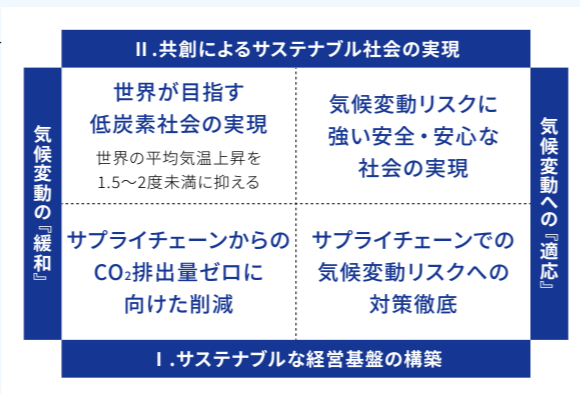 Ⅱ.共創によるサステナブル社会の実現
気候変動の『緩和』
世界が目指す
低炭素社会の実現
世界の平均気温上昇を
1.5〜2度未満に抑える
気候変動リスクに
強い安全・安心な
社会の実現
気候変動への『適応』
サプライチェーンからの
CO₂排出量ゼロに
向けた削減
サプライチェーンでの
気候変動リスクへの
対策徹底
Ⅰ.サステナブルな経営基盤の構築